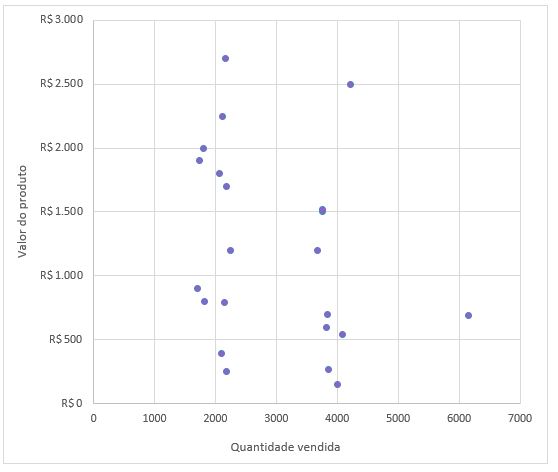 R$ 3.000
R$ 2.500
R$ 2.000
R$ 1.500
R$ 1.000
R$ 500
R$ 0
Valor do produto
0 1000 2000 3000 4000 5000 6000 7000
Quantidade vendida